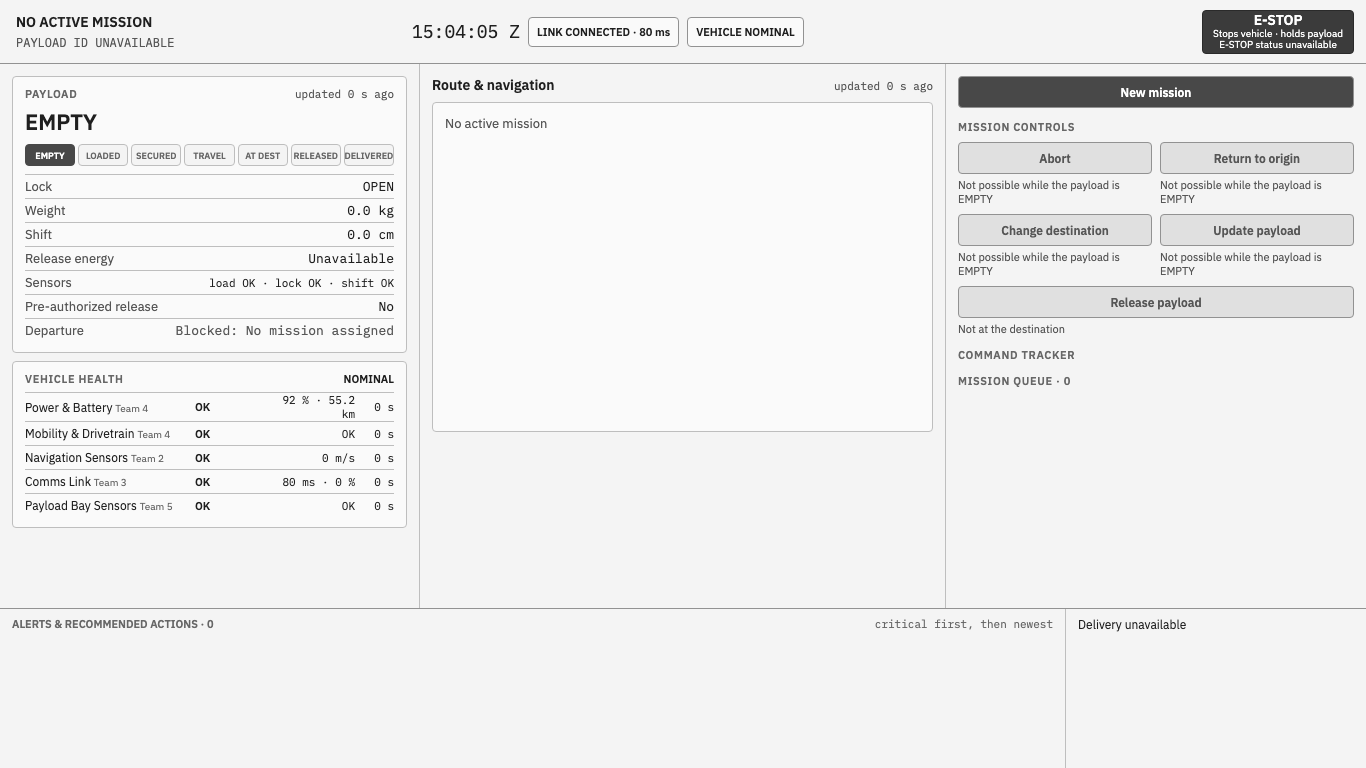 NO ACTIVE MISSION
PAYLOAD ID UNAVAILABLE
15:04:05 Z
LINK CONNECTED · 80 ms
VEHICLE NOMINAL
E-STOP
Stops vehicle · holds payload
E-STOP status unavailable
PAYLOAD
updated 0 s ago
EMPTY
EMPTY LOADED SECURED TRAVEL AT DEST RELEASED DELIVERED
Lock OPEN
Weight 0.0 kg
Shift 0.0 cm
Release energy Unavailable
Sensors load OK · lock OK · shift OK
Pre-authorized release No
Departure Blocked: No mission assigned
VEHICLE HEALTH NOMINAL
Power & Battery Team 4 OK 92 % · 55.2 km 0 s
Mobility & Drivetrain Team 4 OK OK 0 s
Navigation Sensors Team 2 OK 0 m/s 0 s
Comms Link Team 3 OK 80 ms · 0 % 0 s
Payload Bay Sensors Team 5 OK OK 0 s
Route & navigation
updated 0 s ago
No active mission
New mission
MISSION CONTROLS
Abort
Not possible while the payload is
EMPTY
Return to origin
Not possible while the payload is
EMPTY
Change destination
Not possible while the payload is
EMPTY
Update payload
Not possible while the payload is
EMPTY
Release payload
Not at the destination
COMMAND TRACKER
MISSION QUEUE · 0
ALERTS & RECOMMENDED ACTIONS · 0
critical first, then newest
Delivery unavailable